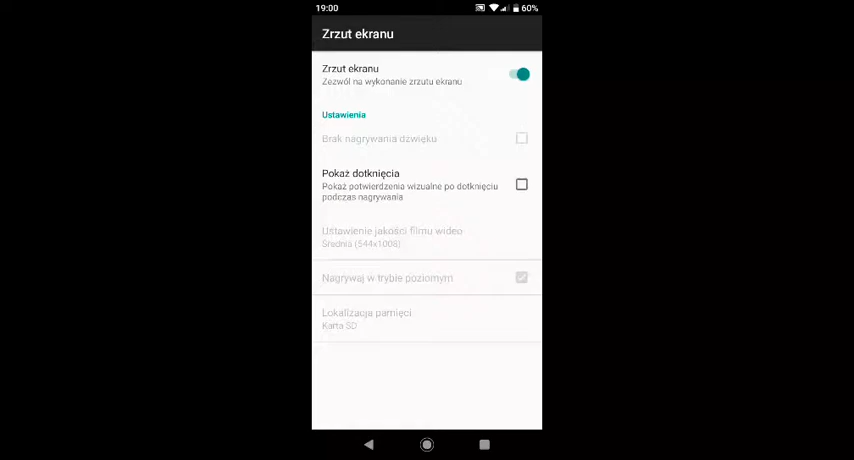 19:00
60%
Zrzut ekranu
Zrzut ekranu
Zezwól na wykonanie zrzutu ekranu
Ustawienia
Brak nagrywania dźwięku
Pokaż dotknięcia
Pokaż potwierdzenia wizualne po dotknięciu
podczas nagrywania
Ustawienie jakości filmu wideo
Średnia (544x1008)
Nagrywaj w trybie poziomym
Lokalizacja pamięci
Karta SD